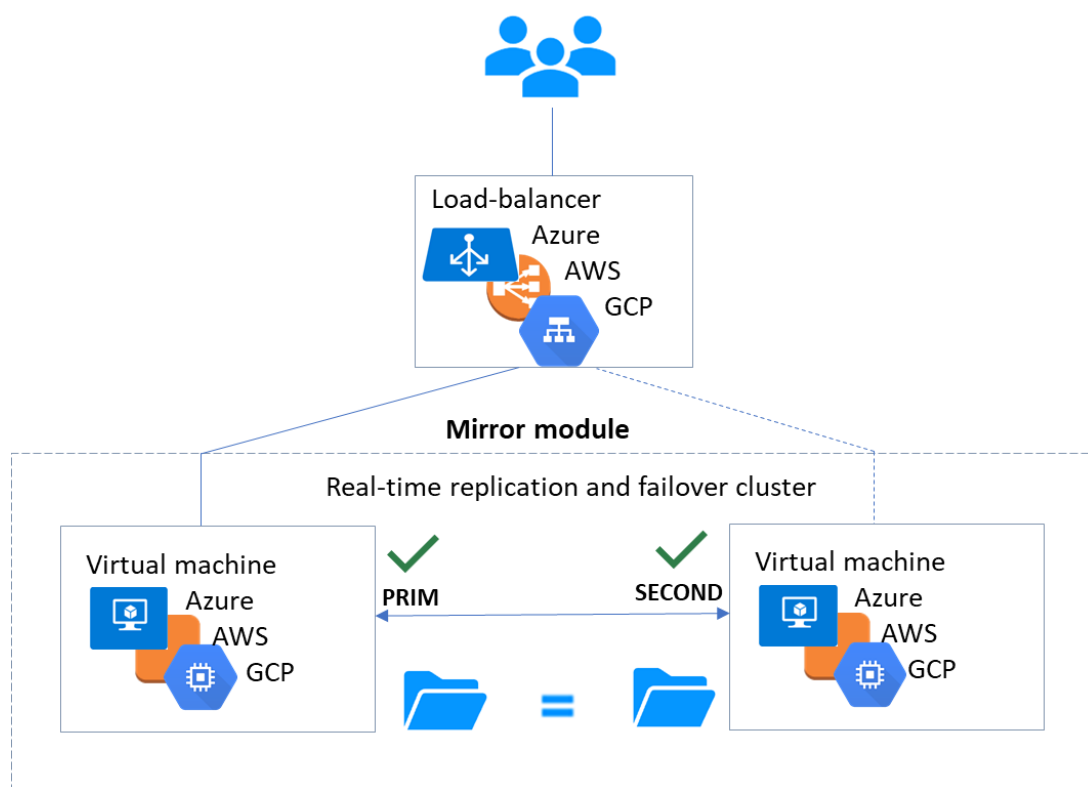 Load-balancer
Azure
AWS
GCP
Mirror module
Real-time replication and failover cluster
Virtual machine
Azure
AWS
GCP
PRIM
SECOND
Virtual machine
Azure
AWS
GCP
=